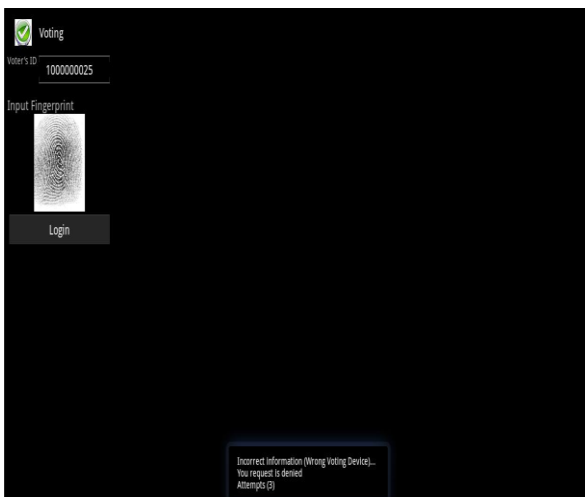 Voting
Voter's ID
1000000025
Input Fingerprint
Login
Incorrect Information (Wrong Voting Device)...
You request is denied
Attempts (3)